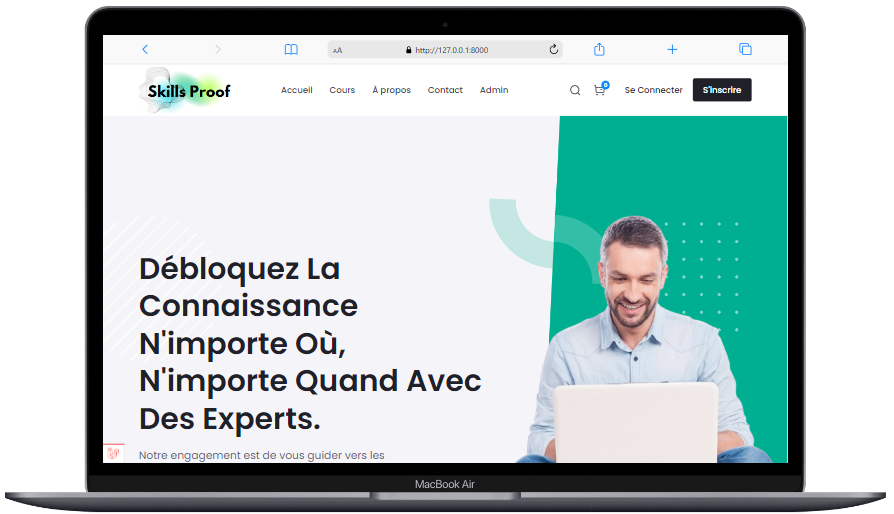 AA http://127.0.0.1:8000
Skills Proof Accueil Cours À propos Contact Admin 0 Se Connecter S'inscrire
Débloquez La
Connaissance
N'importe Où,
N'importe Quand Avec
Des Experts.
Notre engagement est de vous guider vers les
MacBook Air